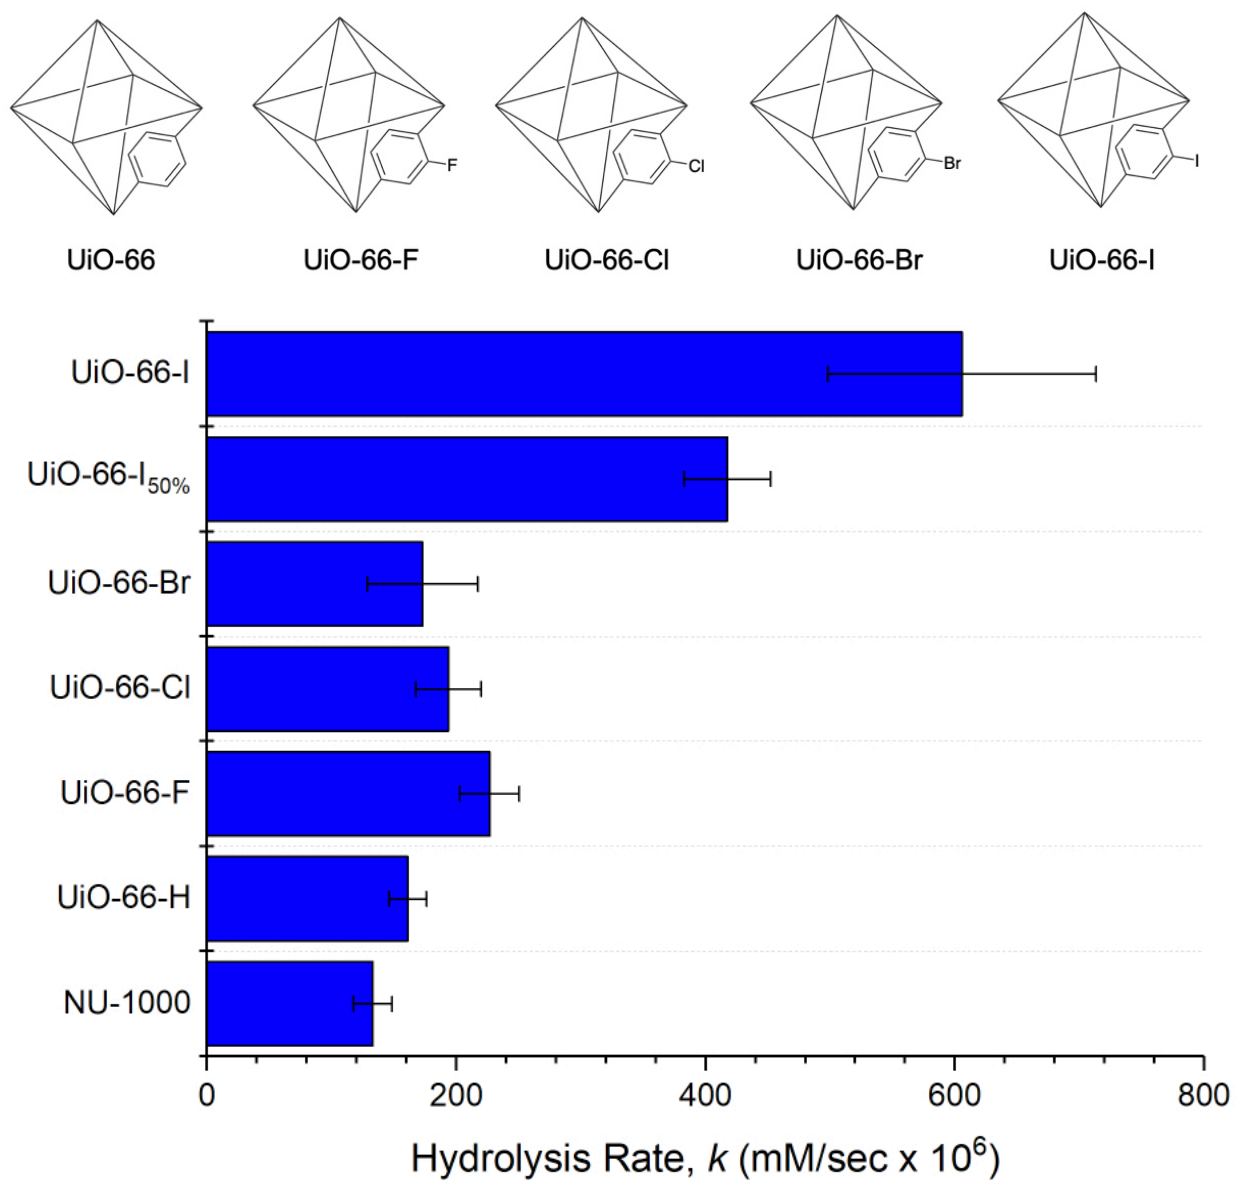 F
Cl
Br
I
UiO-66
UiO-66-F
UiO-66-Cl
UiO-66-Br
UiO-66-I
UiO-66-I
UiO-66-I50%
UiO-66-Br
UiO-66-Cl
UiO-66-F
UiO-66-H
NU-1000
0 200 400 600 800
Hydrolysis Rate, k (mM/sec x 10⁶)